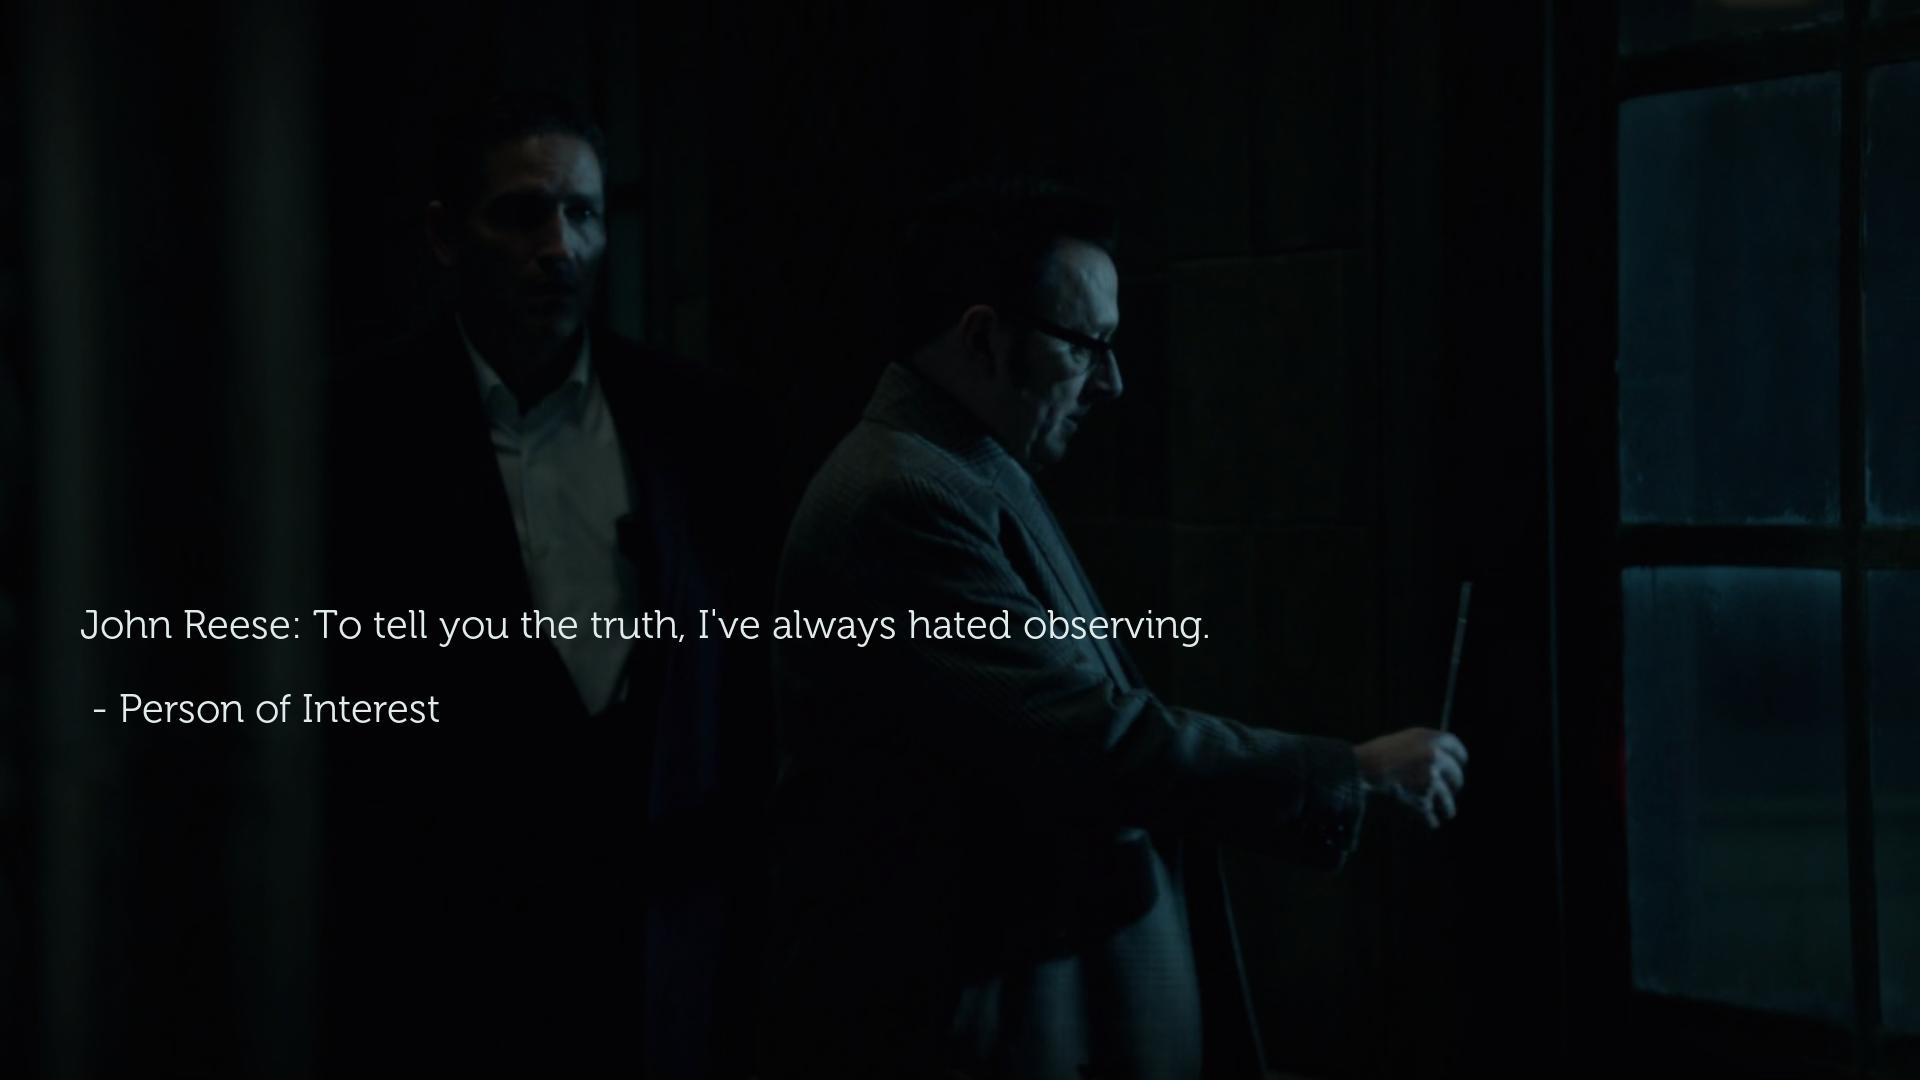 John Reese: To tell you the truth, I've always hated observing.
- Person of Interest